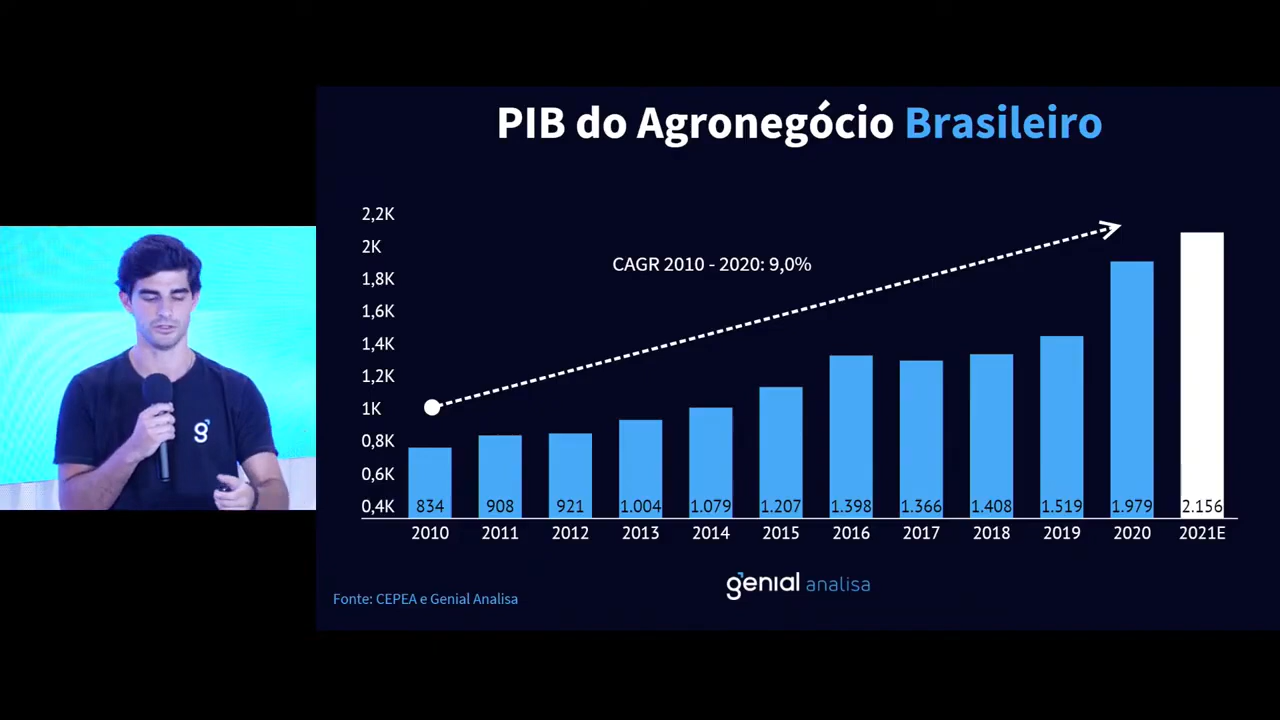 PIB do Agronegócio Brasileiro
2,2K
2K
1,8K
1,6K
1,4K
1,2K
1K
0,8K
0,6K
0,4K
CAGR 2010 - 2020: 9,0%
834 908 921 1.004 1.079 1.207 1.398 1.366 1.408 1.519 1.979 2.156
2010 2011 2012 2013 2014 2015 2016 2017 2018 2019 2020 2021E
genial analisa
Fonte: CEPEA e Genial Analisa
g